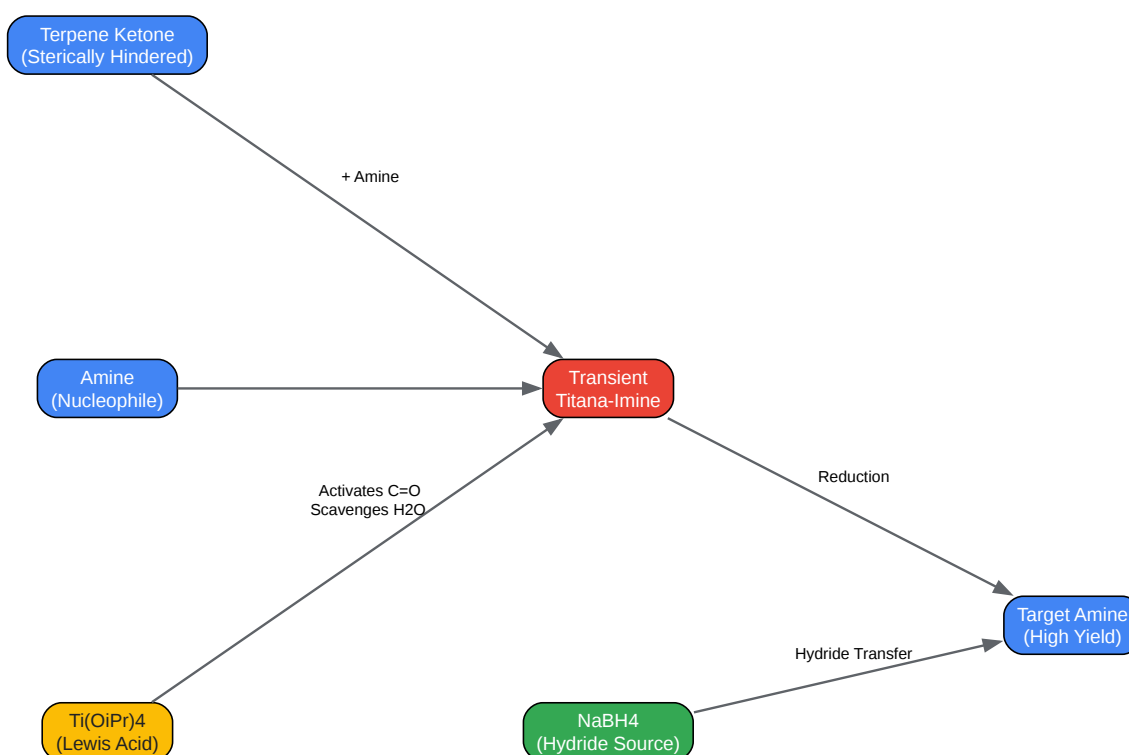 Terpene Ketone
(Sterically Hindered)
+ Amine
Amine
(Nucleophile)
Transient
Titana-Imine
Activates C=O
Scavenges H2O
Reduction
Target Amine
(High Yield)
Hydride Transfer
Ti(OiPr)4
(Lewis Acid)
NaBH4
(Hydride Source)